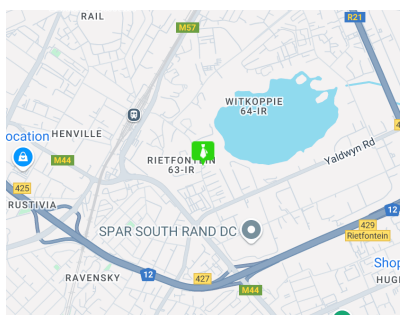 RAIL
M57
R21
WITKOPPIE
64-IR
ocation
HENVILLE
M44
RIETFONTEIN
63-IR
Yaldwyn Rd
425
RUSTIVIA
12
SPAR SOUTH RAND DC
429
Rietfontein
12
427
RAVENSKY
M44
Shop
HUGH